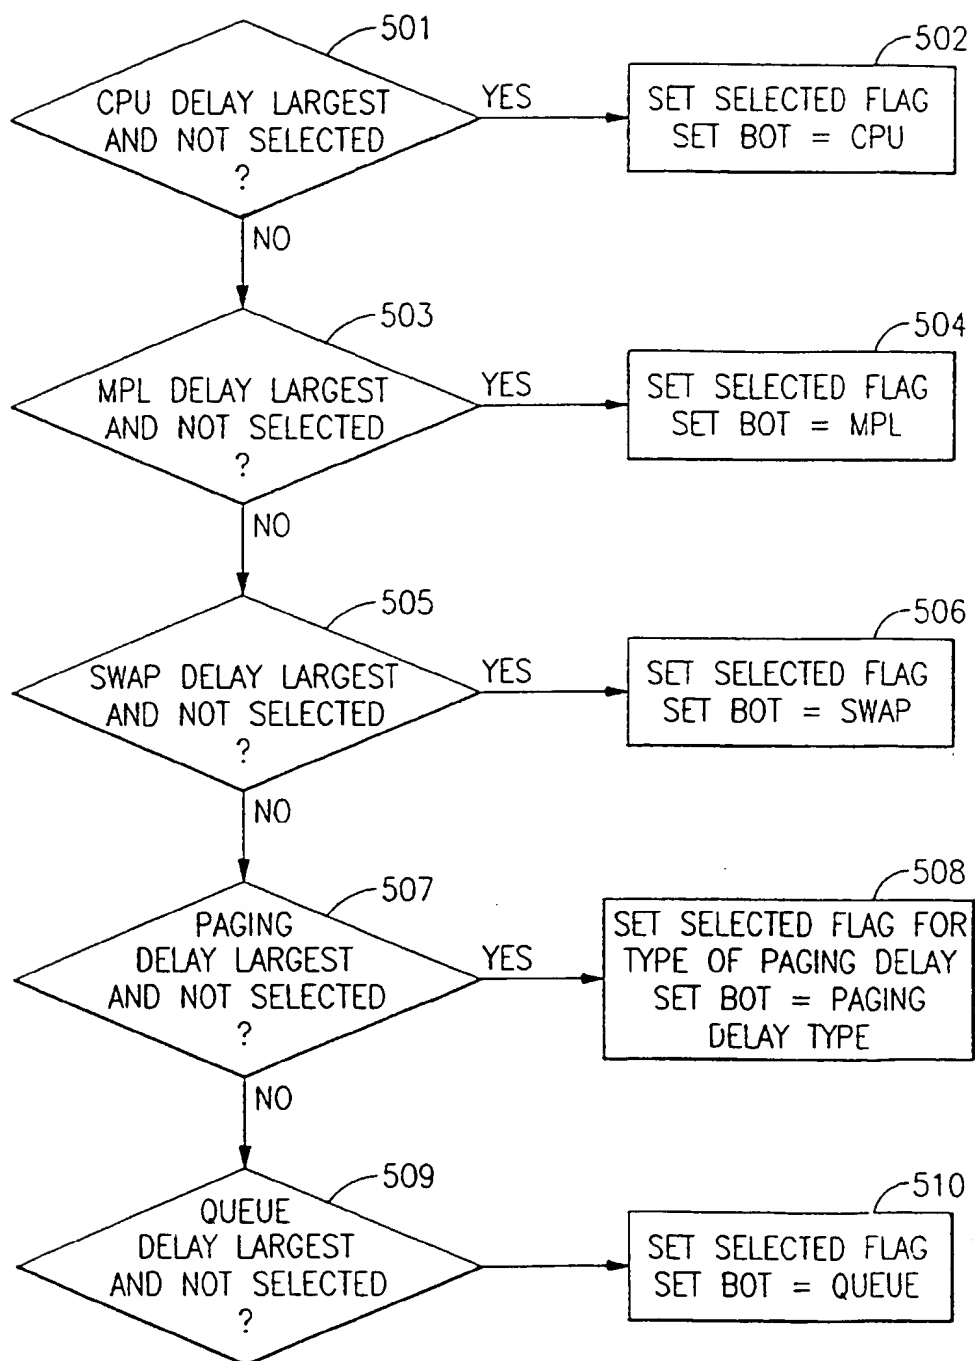 501
CPU DELAY LARGEST
AND NOT SELECTED
?
YES
502
SET SELECTED FLAG
SET BOT = CPU
NO
503
MPL DELAY LARGEST
AND NOT SELECTED
?
YES
504
SET SELECTED FLAG
SET BOT = MPL
NO
505
SWAP DELAY LARGEST
AND NOT SELECTED
?
YES
506
SET SELECTED FLAG
SET BOT = SWAP
NO
507
PAGING
DELAY LARGEST
AND NOT SELECTED
?
YES
508
SET SELECTED FLAG FOR
TYPE OF PAGING DELAY
SET BOT = PAGING
DELAY TYPE
NO
509
QUEUE
DELAY LARGEST
AND NOT SELECTED
?
510
SET SELECTED FLAG
SET BOT = QUEUE